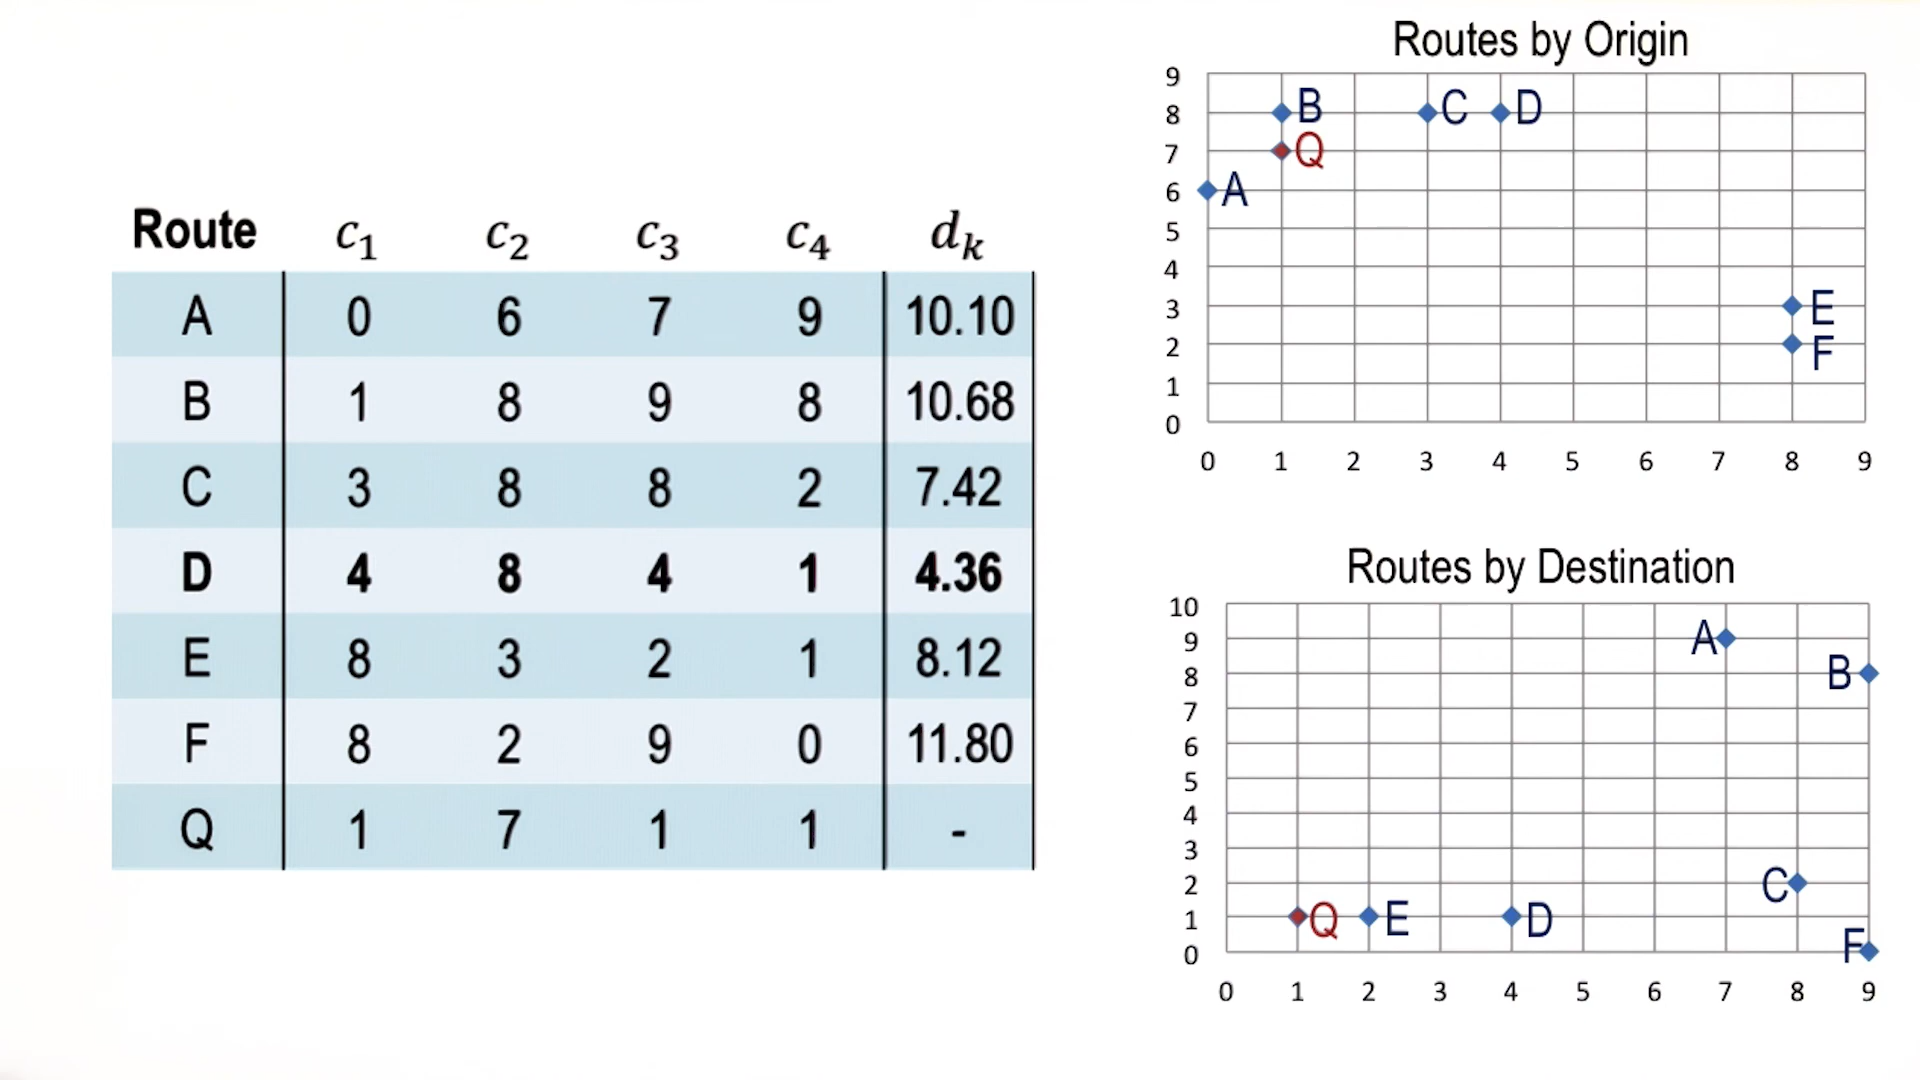 Route c₁ c₂ c₃ c₄ dₖ
A 0 6 7 9 10.10
B 1 8 9 8 10.68
C 3 8 8 2 7.42
D 4 8 4 1 4.36
E 8 3 2 1 8.12
F 8 2 9 0 11.80
Q 1 7 1 1 -
Routes by Origin
9
8 B C D
7 Q
6 A
5
4
3 E
2 F
1
0
0 1 2 3 4 5 6 7 8 9
Routes by Destination
10
9 A
8 B
7
6
5
4
3
2 C
1 Q E D
0 F
0 1 2 3 4 5 6 7 8 9